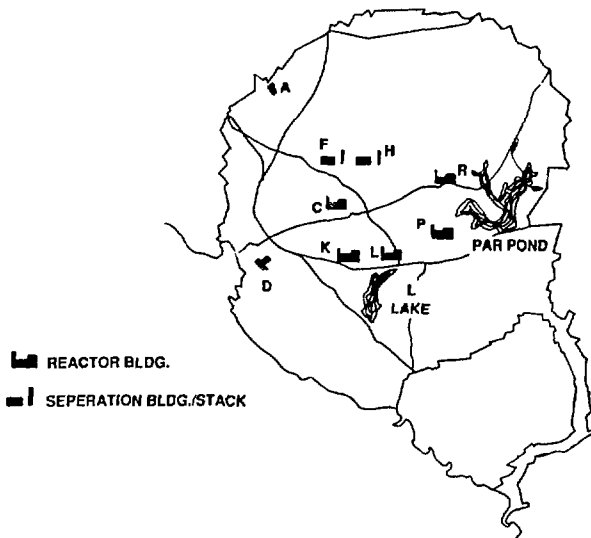 A
F
H
R
C
P
PAR POND
K
L
D
L
LAKE
REACTOR BLDG.
SEPERATION BLDG./STACK